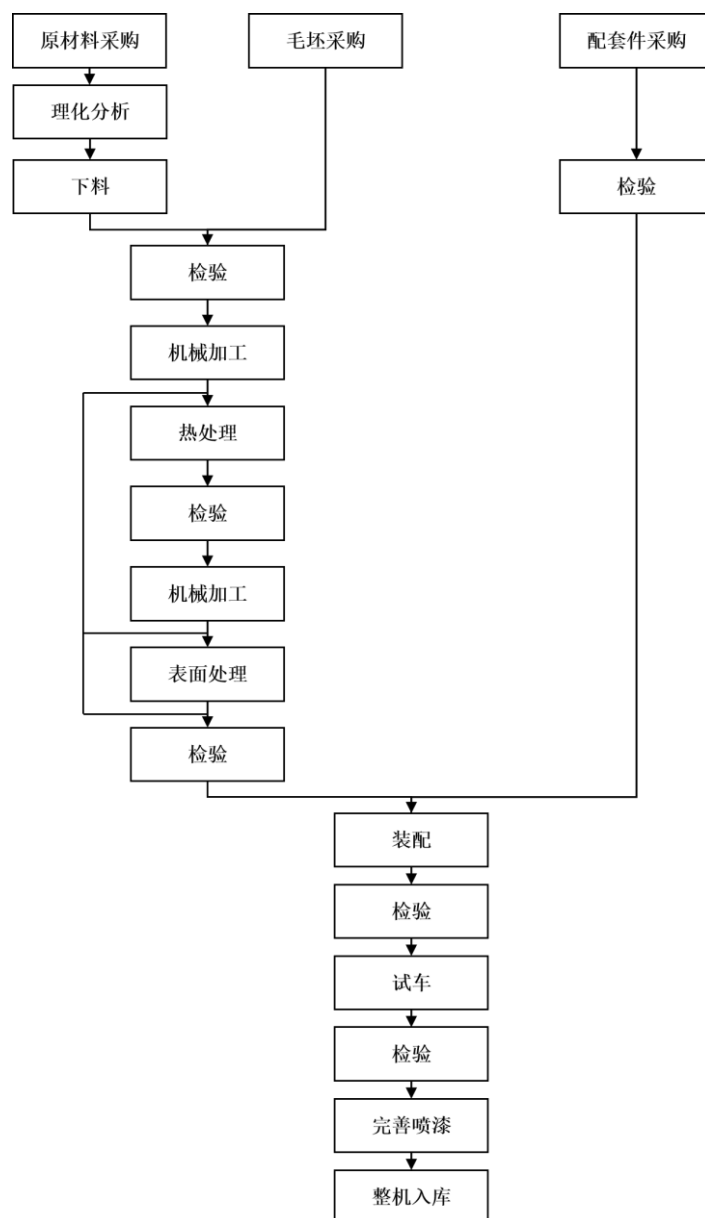 原材料采购
毛坯采购
配套件采购
理化分析
下料
检验
检验
机械加工
热处理
检验
机械加工
表面处理
检验
装配
检验
试车
检验
完善喷漆
整机入库